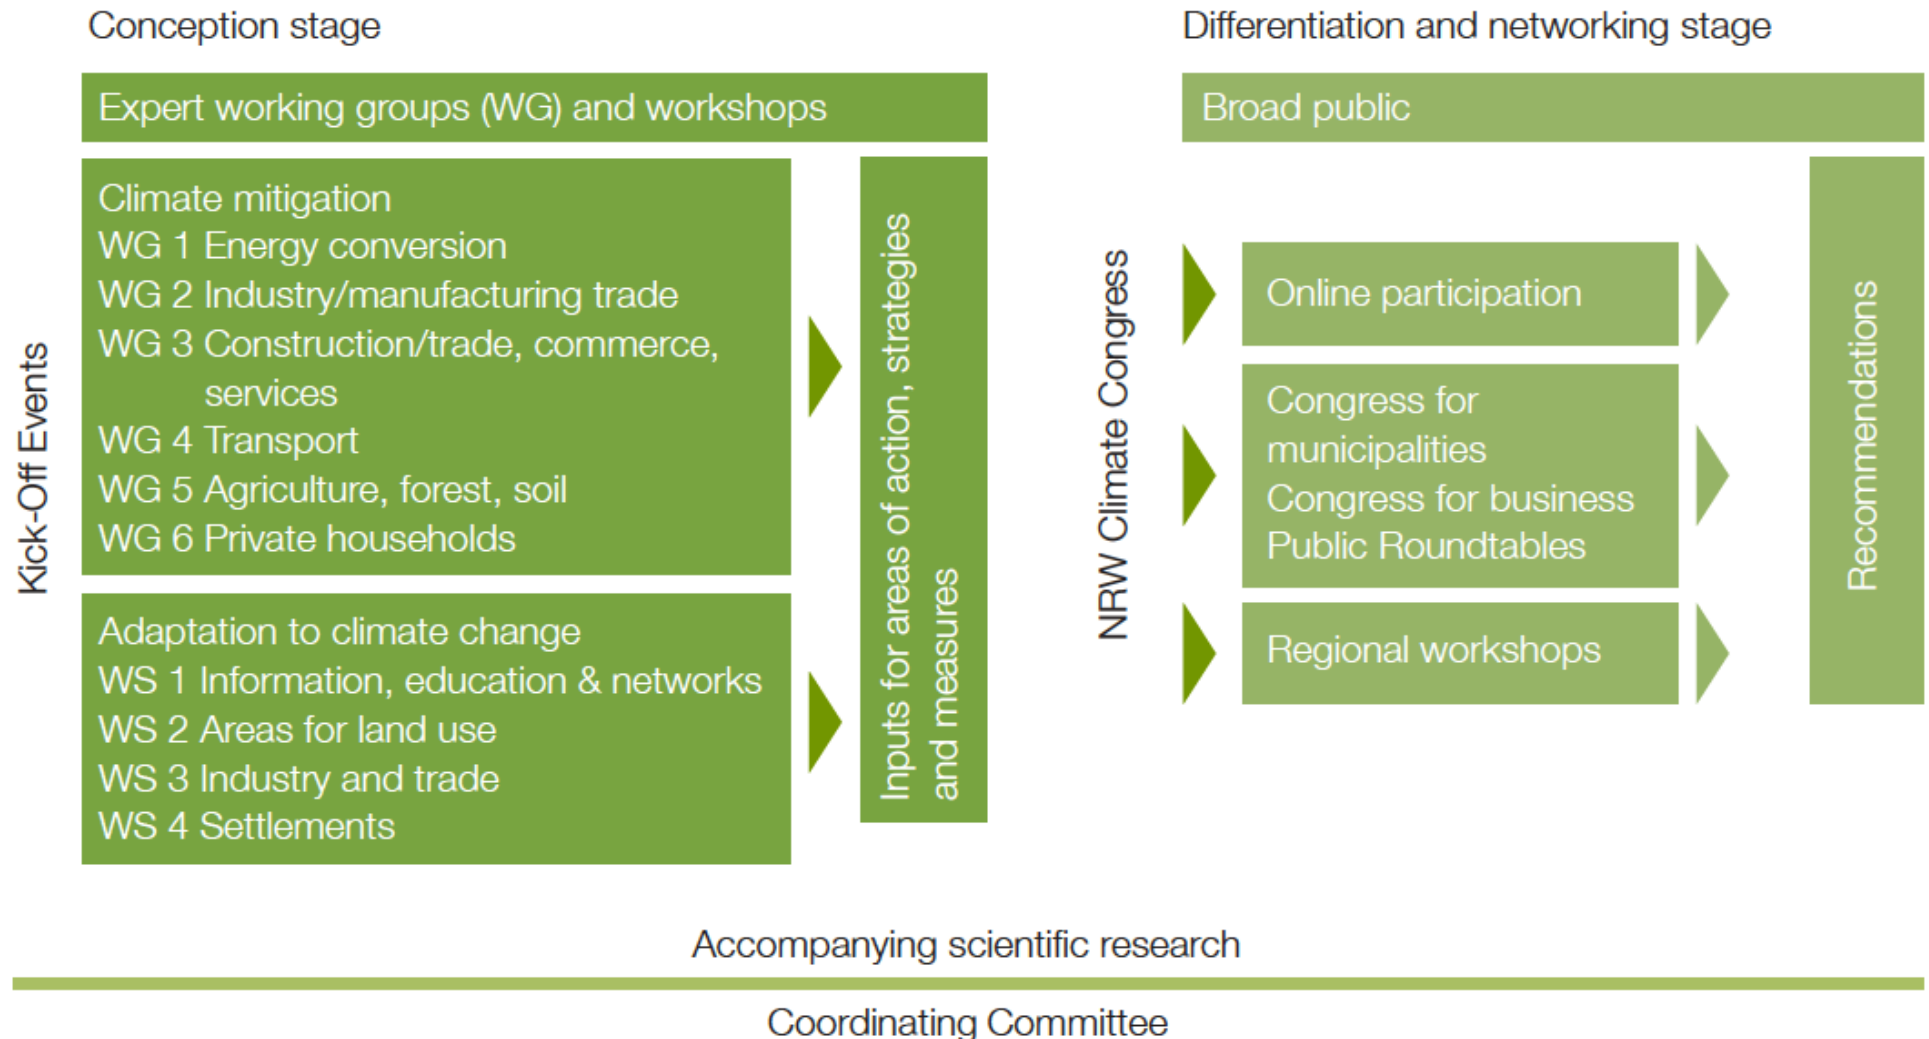 Conception stage
Expert working groups (WG) and workshops
Kick-Off Events
Climate mitigation
WG 1 Energy conversion
WG 2 Industry/manufacturing trade
WG 3 Construction/trade, commerce,
services
WG 4 Transport
WG 5 Agriculture, forest, soil
WG 6 Private households
Adaptation to climate change
WS 1 Information, education & networks
WS 2 Areas for land use
WS 3 Industry and trade
WS 4 Settlements
Inputs for areas of action, strategies
and measures
Differentiation and networking stage
Broad public
NRW Climate Congress
Online participation
Congress for
municipalities
Congress for business
Public Roundtables
Regional workshops
Recommendations
Accompanying scientific research
Coordinating Committee